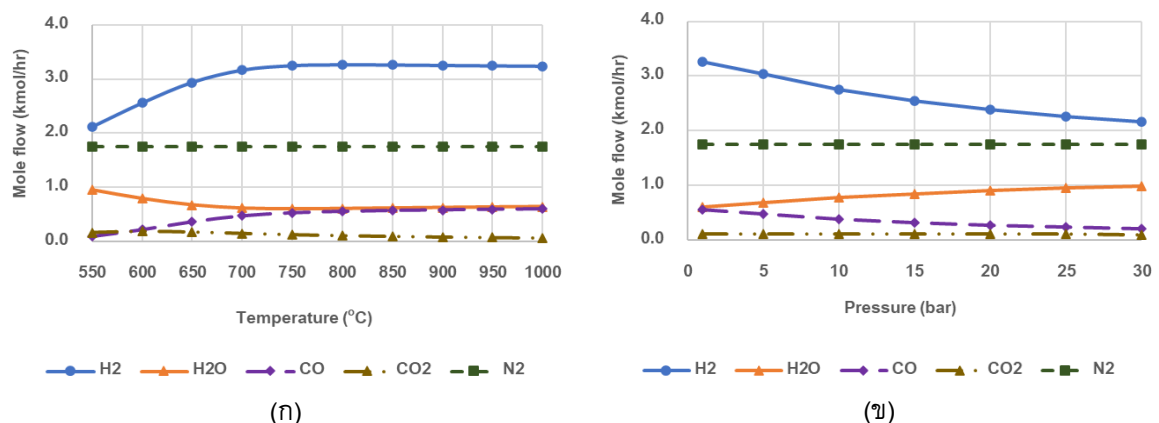 Mole flow (kmol/hr)
4.0
3.0
2.0
1.0
0.0
550 600 650 700 750 800 850 900 950 1000
Temperature (°C)
H2 H2O CO CO2 N2
(ก)
Mole flow (kmol/hr)
4.0
3.0
2.0
1.0
0.0
0 5 10 15 20 25 30
Pressure (bar)
H2 H2O CO CO2 N2
(ข)